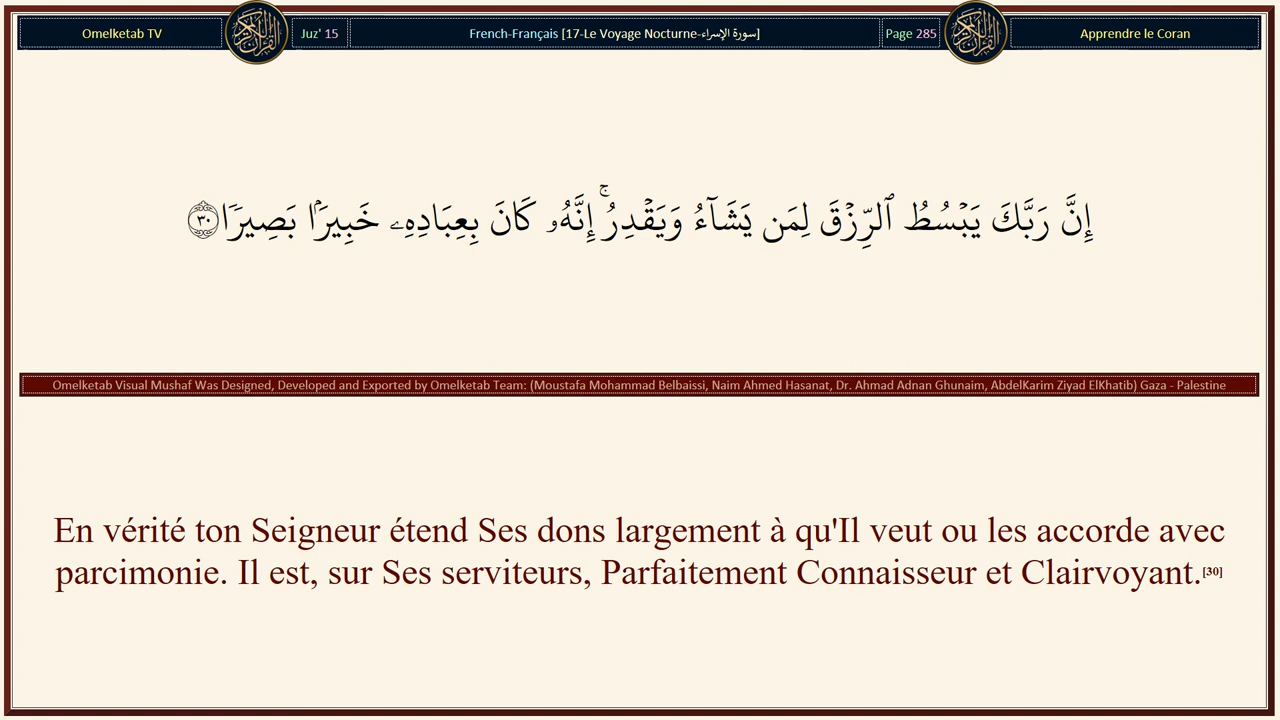 Omelketab TV
Juz' 15
French-Français [17-Le Voyage Nocturne-سورة الإسراء]
Page 285
Apprendre le Coran
إِنَّ رَبَّكَ يَبۡسُطُ ٱلرِّزۡقَ لِمَن يَشَآءُ وَيَقۡدِرُۚ إِنَّهُۥ كَانَ بِعِبَادِهِۦ خَبِيرَۢا بَصِيرٗا ٣٠
Omelketab Visual Mushaf Was Designed, Developed and Exported by Omelketab Team: (Moustafa Mohammad Belbaissi, Naim Ahmed Hasanat, Dr. Ahmad Adnan Ghunaim, AbdelKarim Ziyad ElKhatib) Gaza - Palestine
En vérité ton Seigneur étend Ses dons largement à qu'Il veut ou les accorde avec
parcimonie. Il est, sur Ses serviteurs, Parfaitement Connaisseur et Clairvoyant.[30]